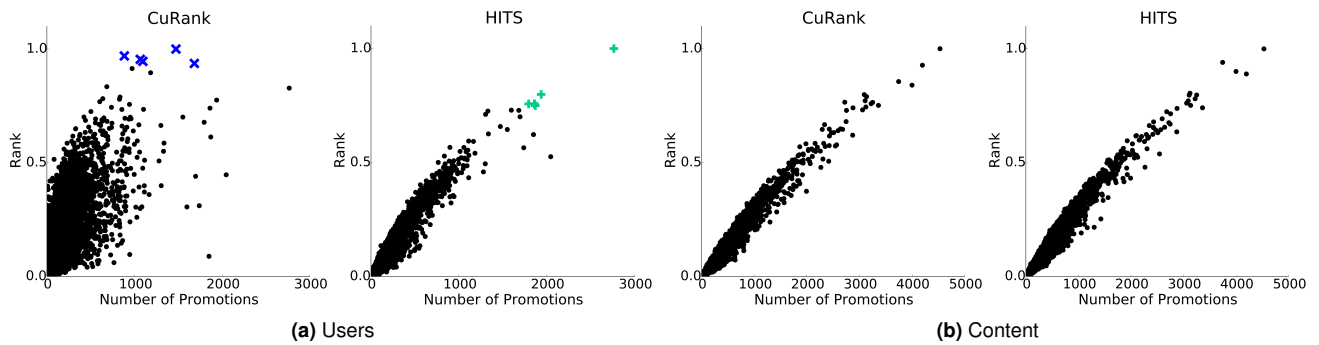 CuRank
1.0
0.5
0.0
Rank
0 1000 2000 3000
Number of Promotions
HITS
1.0
0.5
0.0
Rank
0 1000 2000 3000
Number of Promotions
(a) Users
CuRank
1.0
0.5
0.0
Rank
0 1000 2000 3000 4000 5000
Number of Promotions
HITS
1.0
0.5
0.0
Rank
0 1000 2000 3000 4000 5000
Number of Promotions
(b) Content